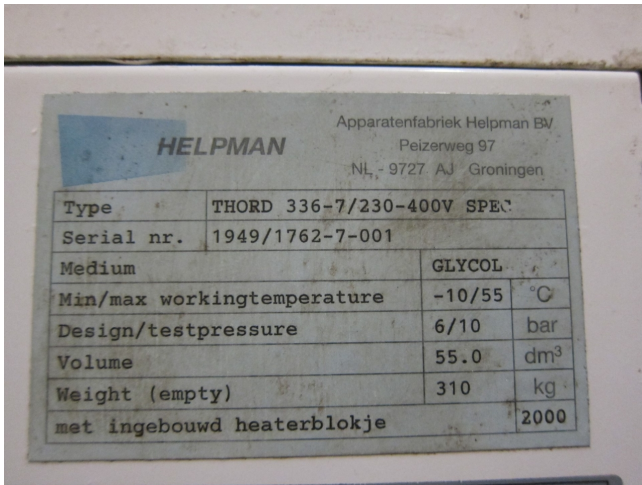 HELPMAN
Apparatenfabriek Helpman BV
Peizerweg 97
NL - 9727 AJ Groningen
Type THORD 336-7/230-400V SPEC
Serial nr. 1949/1762-7-001
Medium GLYCOL
Min/max workingtemperature -10/55 °C
Design/testpressure 6/10 bar
Volume 55.0 dm³
Weight (empty) 310 kg
met ingebouwd heaterblokje 2000